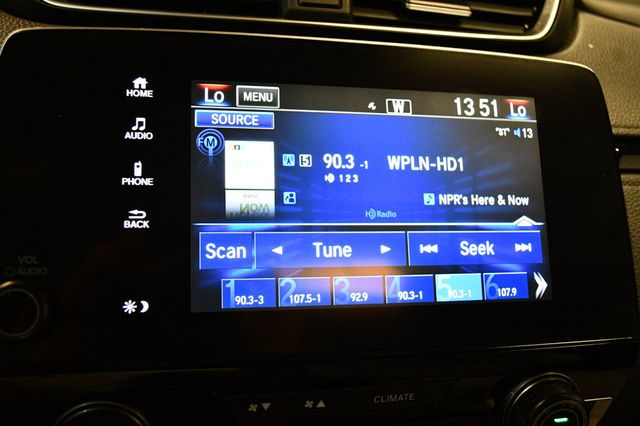 Lo MENU W 13 51 Lo
HOME
SOURCE
"ST" 13
AUDIO
FM
5 90.3 -1 WPLN-HD1
1 2 3
PHONE
NPR's Here & Now
HD Radio
BACK
Scan Tune Seek
VOL
AUDIO
1 90.3-3 2 107.5-1 3 92.9 4 90.3-1 5 90.3-1 6 107.9
CLIMATE